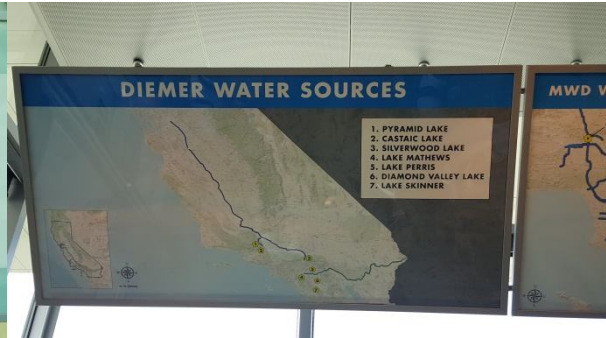 DIEMER WATER SOURCES
1. PYRAMID LAKE
2. CASTAIC LAKE
3. SILVERWOOD LAKE
4. LAKE MATHEWS
5. LAKE PERRIS
6. DIAMOND VALLEY LAKE
7. LAKE SKINNER
MWD